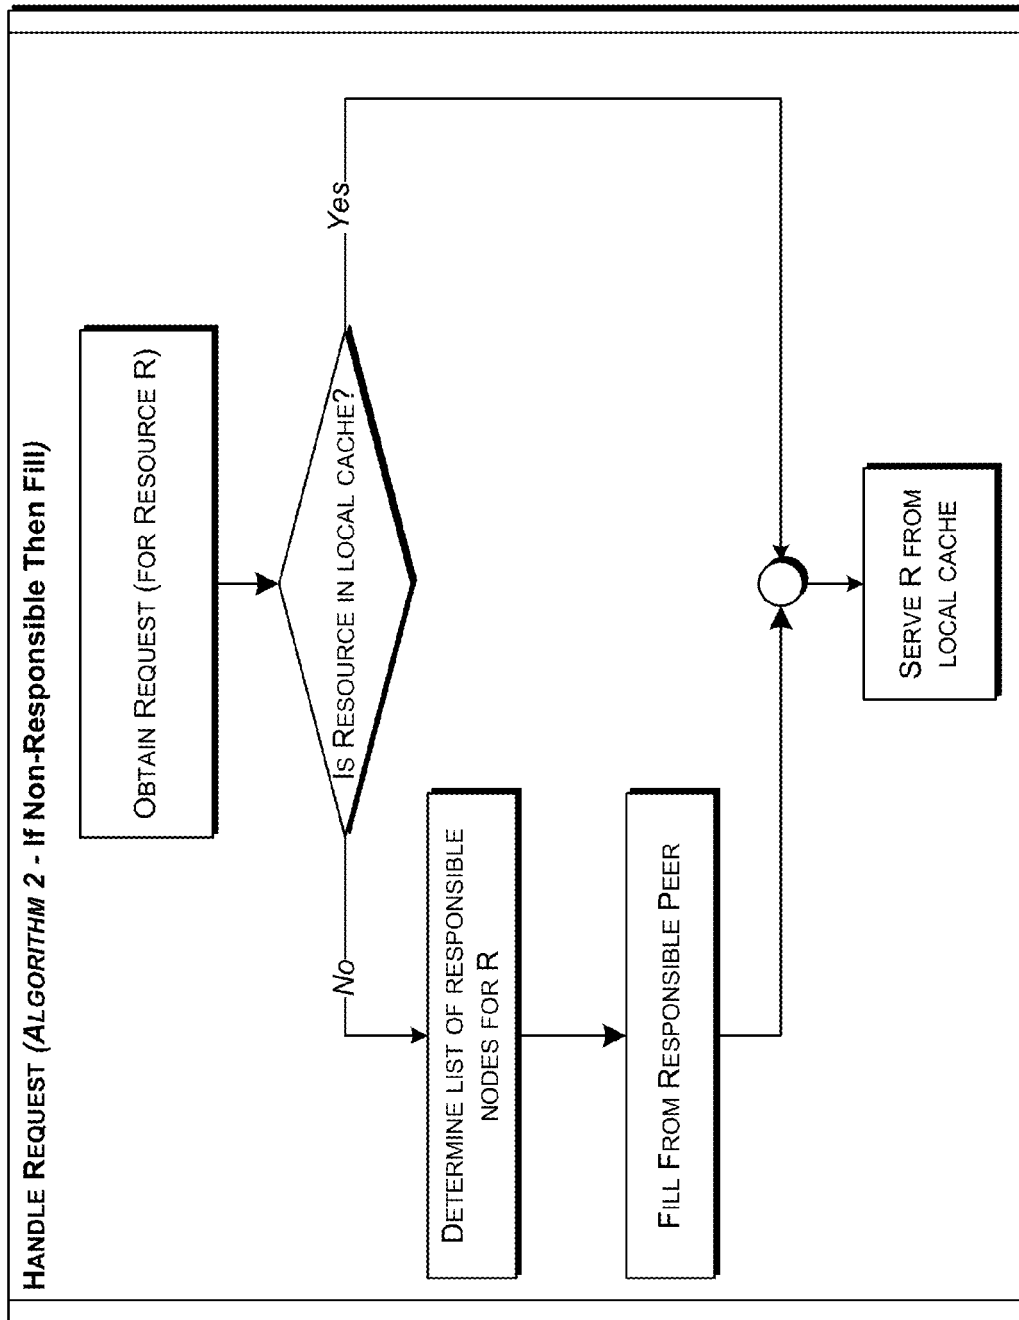 HANDLE REQUEST (ALGORITHM 2 - If Non-Responsible Then Fill)
OBTAIN REQUEST (FOR RESOURCE R)
IS RESOURCE IN LOCAL CACHE?
No
Yes
DETERMINE LIST OF RESPONSIBLE
NODES FOR R
FILL FROM RESPONSIBLE PEER
SERVE R FROM
LOCAL CACHE